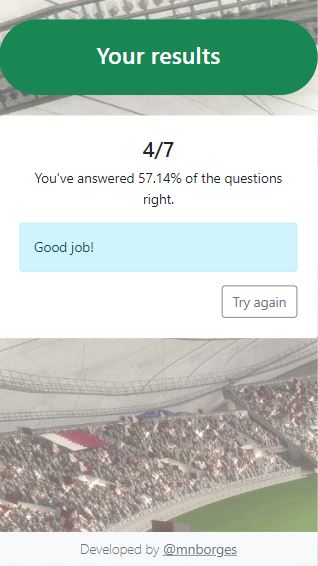 Your results
4/7
You've answered 57.14% of the questions
right.
Good job!
Try again
Developed by @mnborges